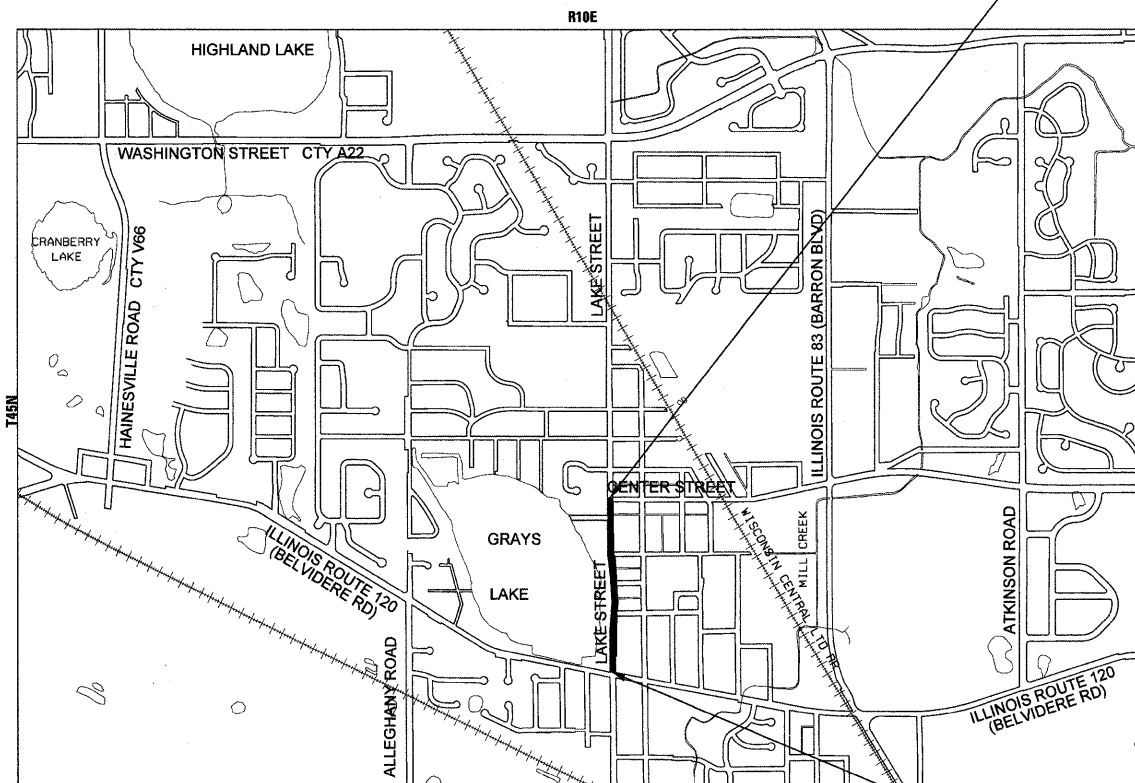 R10E
HIGHLAND LAKE
WASHINGTON STREET CTY A22
CRANBERRY
LAKE
HAINESVILLE ROAD CTY V66
LAKE STREET
ILLINOIS ROUTE 83 (BARRON BLVD)
T45N
CENTER STREET
GRAYS
LAKE
LAKE STREET
WISCONSIN CENTRAL LTD RR
MILL CREEK
ATKINSON ROAD
ILLINOIS ROUTE 120
(BELVIDERE RD)
ALLEGHANY ROAD
ILLINOIS ROUTE 120
(BELVIDERE RD)